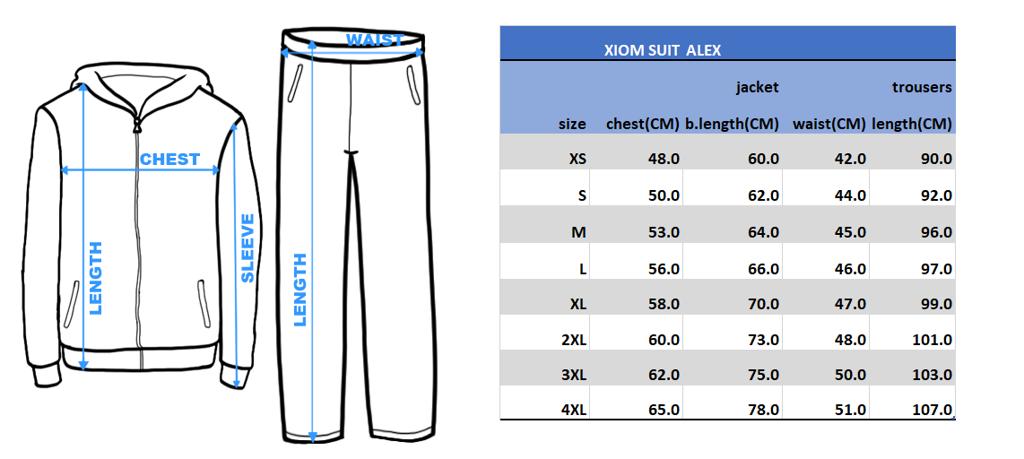 WAIST
CHEST
LENGTH
SLEEVE
LENGTH
XIOM SUIT ALEX
jacket trousers
size chest(CM) b.length(CM) waist(CM) length(CM)
XS 48.0 60.0 42.0 90.0
S 50.0 62.0 44.0 92.0
M 53.0 64.0 45.0 96.0
L 56.0 66.0 46.0 97.0
XL 58.0 70.0 47.0 99.0
2XL 60.0 73.0 48.0 101.0
3XL 62.0 75.0 50.0 103.0
4XL 65.0 78.0 51.0 107.0